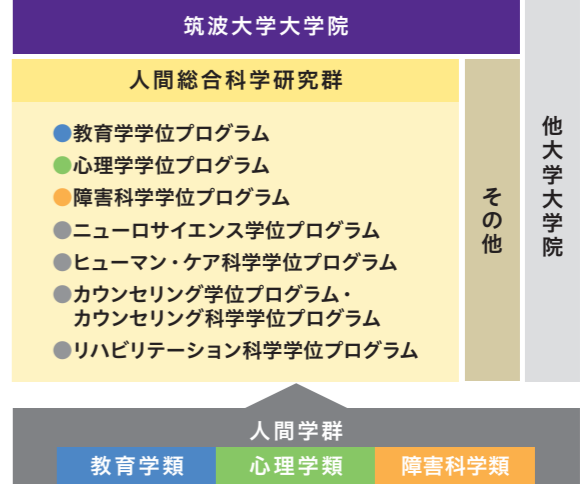 筑波大学大学院
人間総合科学研究群
●教育学学位プログラム
●心理学学位プログラム
●障害科学学位プログラム
●ニューロサイエンス学位プログラム
●ヒューマン・ケア科学学位プログラム
●カウンセリング学位プログラム・
カウンセリング科学学位プログラム
●リハビリテーション科学学位プログラム
その他
他大学大学院
人間学群
教育学類
心理学類
障害科学類